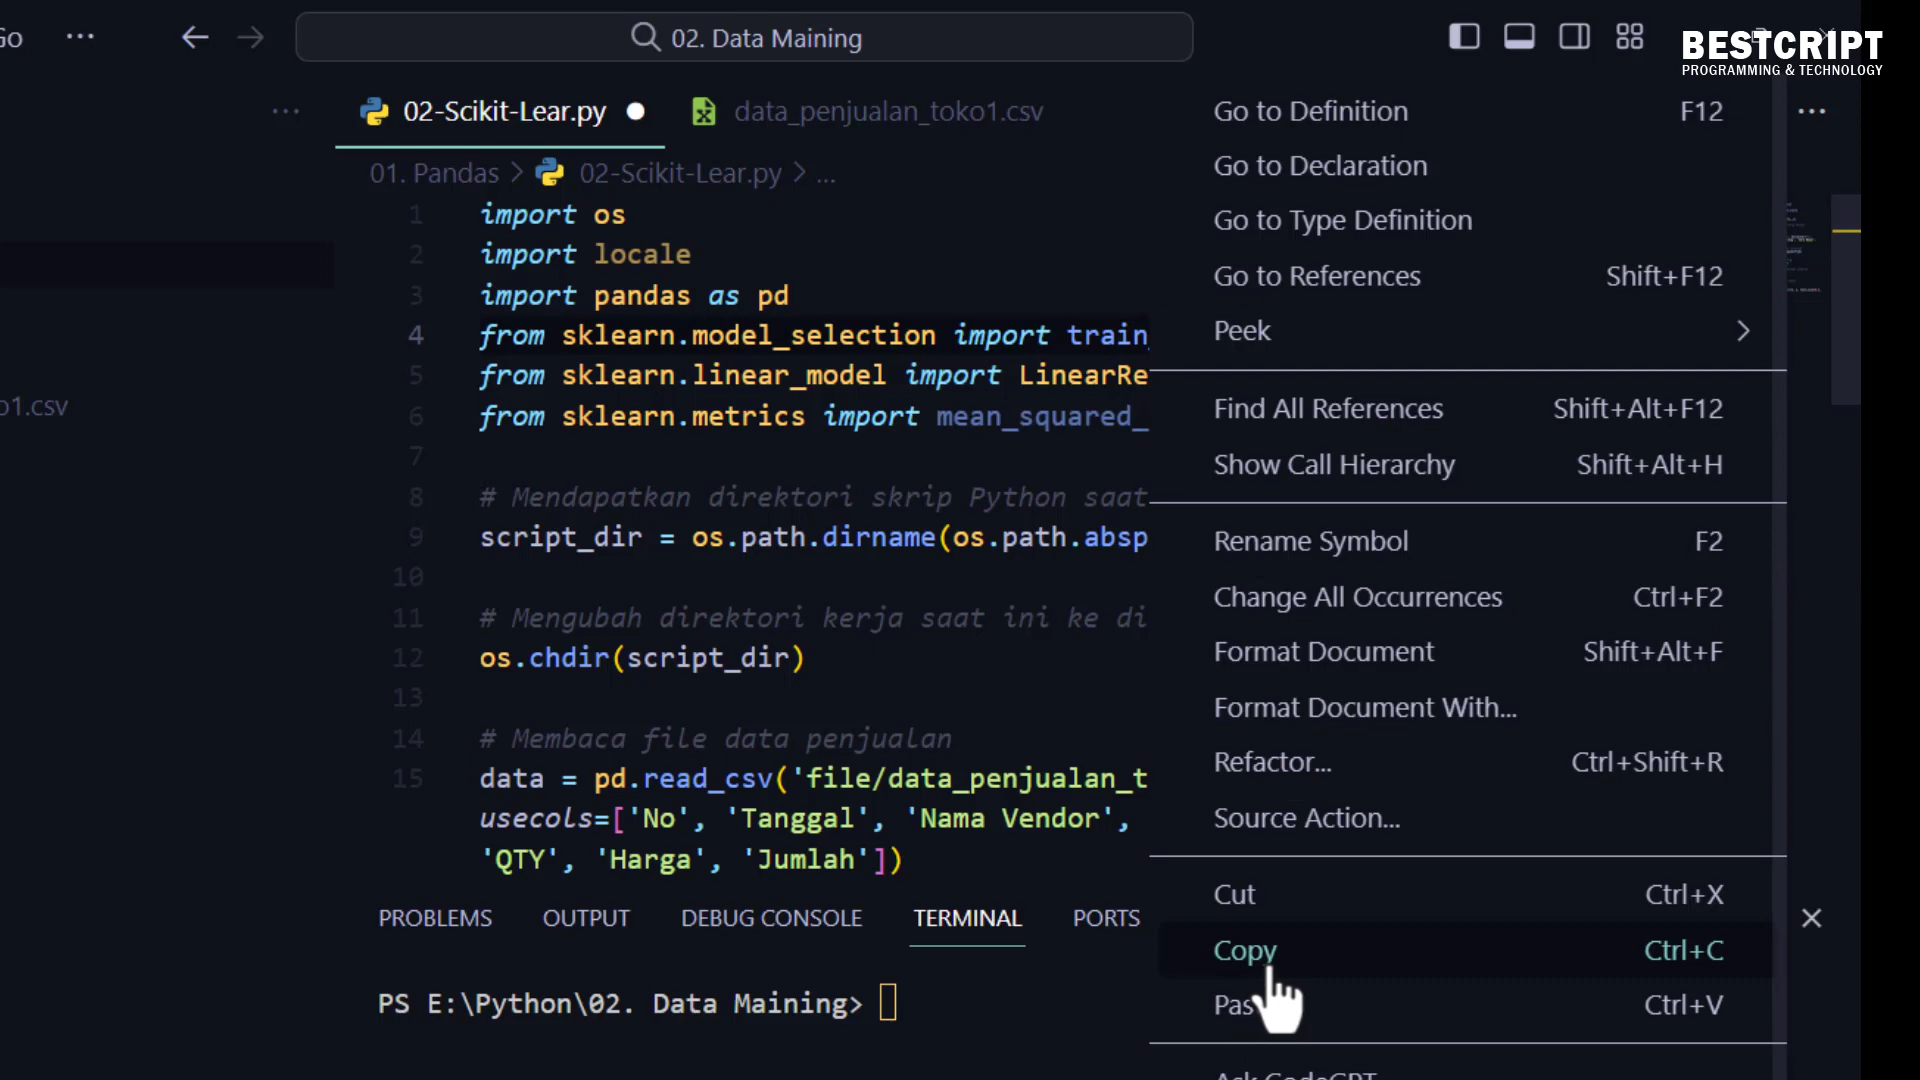 Go ... 02. Data Maining
BESTCRIPT
PROGRAMMING & TECHNOLOGY
... 02-Scikit-Lear.py data_penjualan_toko1.csv ...
01. Pandas > 02-Scikit-Lear.py > ...
o1.csv
1 import os
2 import locale
3 import pandas as pd
4 from sklearn.model_selection import train_
5 from sklearn.linear_model import LinearRe
6 from sklearn.metrics import mean_squared_
7
8 # Mendapatkan direktori skrip Python saat
9 script_dir = os.path.dirname(os.path.absp
10
11 # Mengubah direktori kerja saat ini ke di
12 os.chdir(script_dir)
13
14 # Membaca file data penjualan
15 data = pd.read_csv('file/data_penjualan_t
usecols=['No', 'Tanggal', 'Nama Vendor',
'QTY', 'Harga', 'Jumlah'])
PROBLEMS OUTPUT DEBUG CONSOLE TERMINAL PORTS
PS E:\Python\02. Data Maining>
Go to Definition F12
Go to Declaration
Go to Type Definition
Go to References Shift+F12
Peek
Find All References Shift+Alt+F12
Show Call Hierarchy Shift+Alt+H
Rename Symbol F2
Change All Occurrences Ctrl+F2
Format Document Shift+Alt+F
Format Document With...
Refactor... Ctrl+Shift+R
Source Action...
Cut Ctrl+X
Copy Ctrl+C
Pas Ctrl+V
Ask CodeGPT